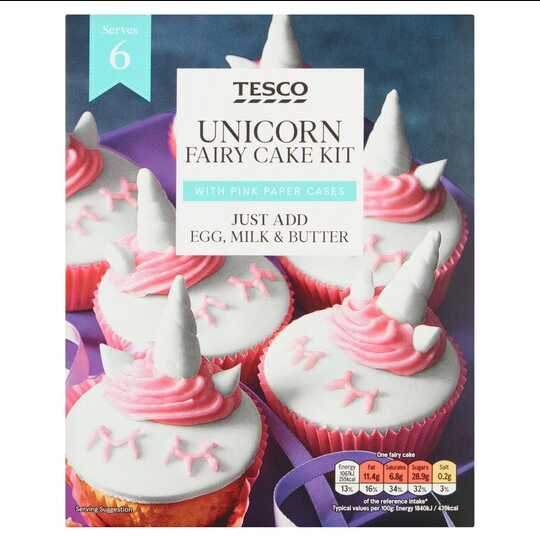 Serves
6
TESCO
UNICORN
FAIRY CAKE KIT
WITH PINK PAPER CASES
JUST ADD
EGG, MILK & BUTTER
One fairy cake
Energy 1067kJ 255kcal 13%
Fat 11.4g 16%
Saturates 6.8g 34%
Sugars 28.9g 32%
Salt 0.2g 3%
of the reference intake*
Typical values per 100g: Energy 1840kJ / 439kcal
Serving Suggestion